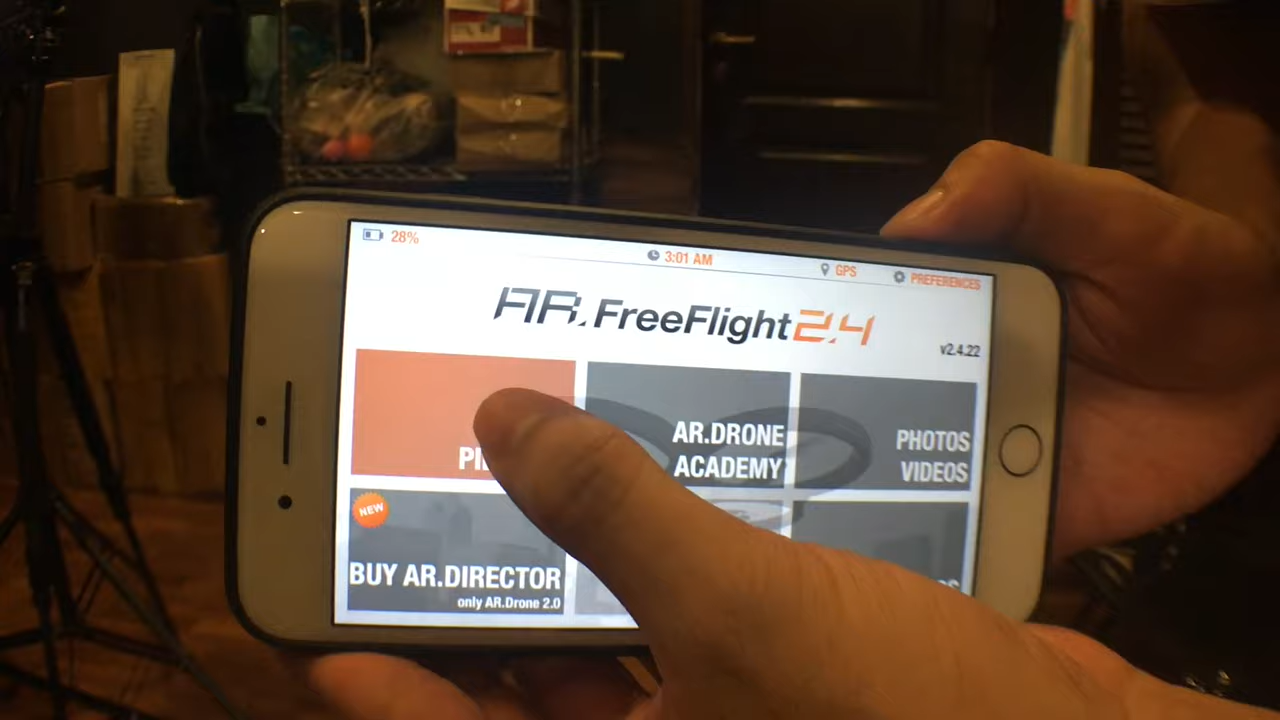 28%
3:01 AM
GPS
PREFERENCES
AR.FreeFlight2.4
v2.4.22
AR.DRONE
ACADEMY
PHOTOS
VIDEOS
NEW
BUY AR.DIRECTOR
only AR.Drone 2.0